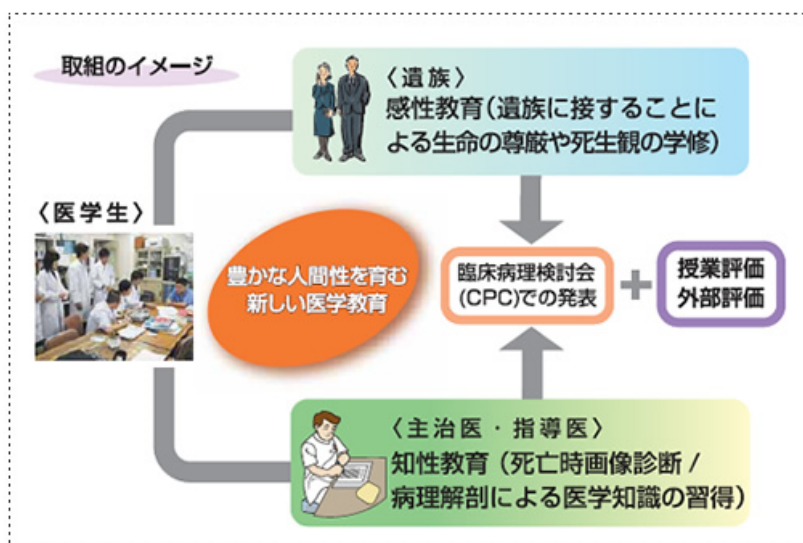 取組のイメージ
〈遺族〉
感性教育(遺族に接することに
よる生命の尊厳や死生観の学修)
〈医学生〉
豊かな人間性を育む
新しい医学教育
臨床病理検討会
(CPC)での発表
+
授業評価
外部評価
〈主治医・指導医〉
知性教育（死亡時画像診断 /
病理解剖による医学知識の習得）